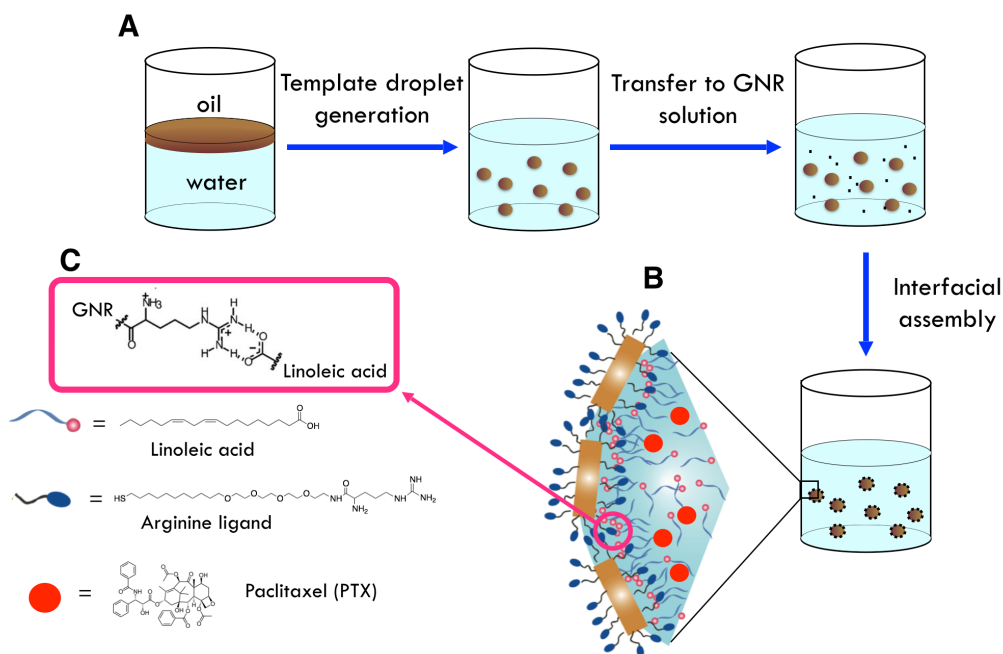 A
oil
water
Template droplet
generation
Transfer to GNR
solution
Interfacial
assembly
B
C
GNR
NH3
+
O
H
N
H
N
H
+
N
H
H
O
O
−
Linoleic acid
=
O
OH
Linoleic acid
=
HS
O
O
O
O
NH
O
NH2
N
H
NH
NH2
Arginine ligand
=
Paclitaxel (PTX)